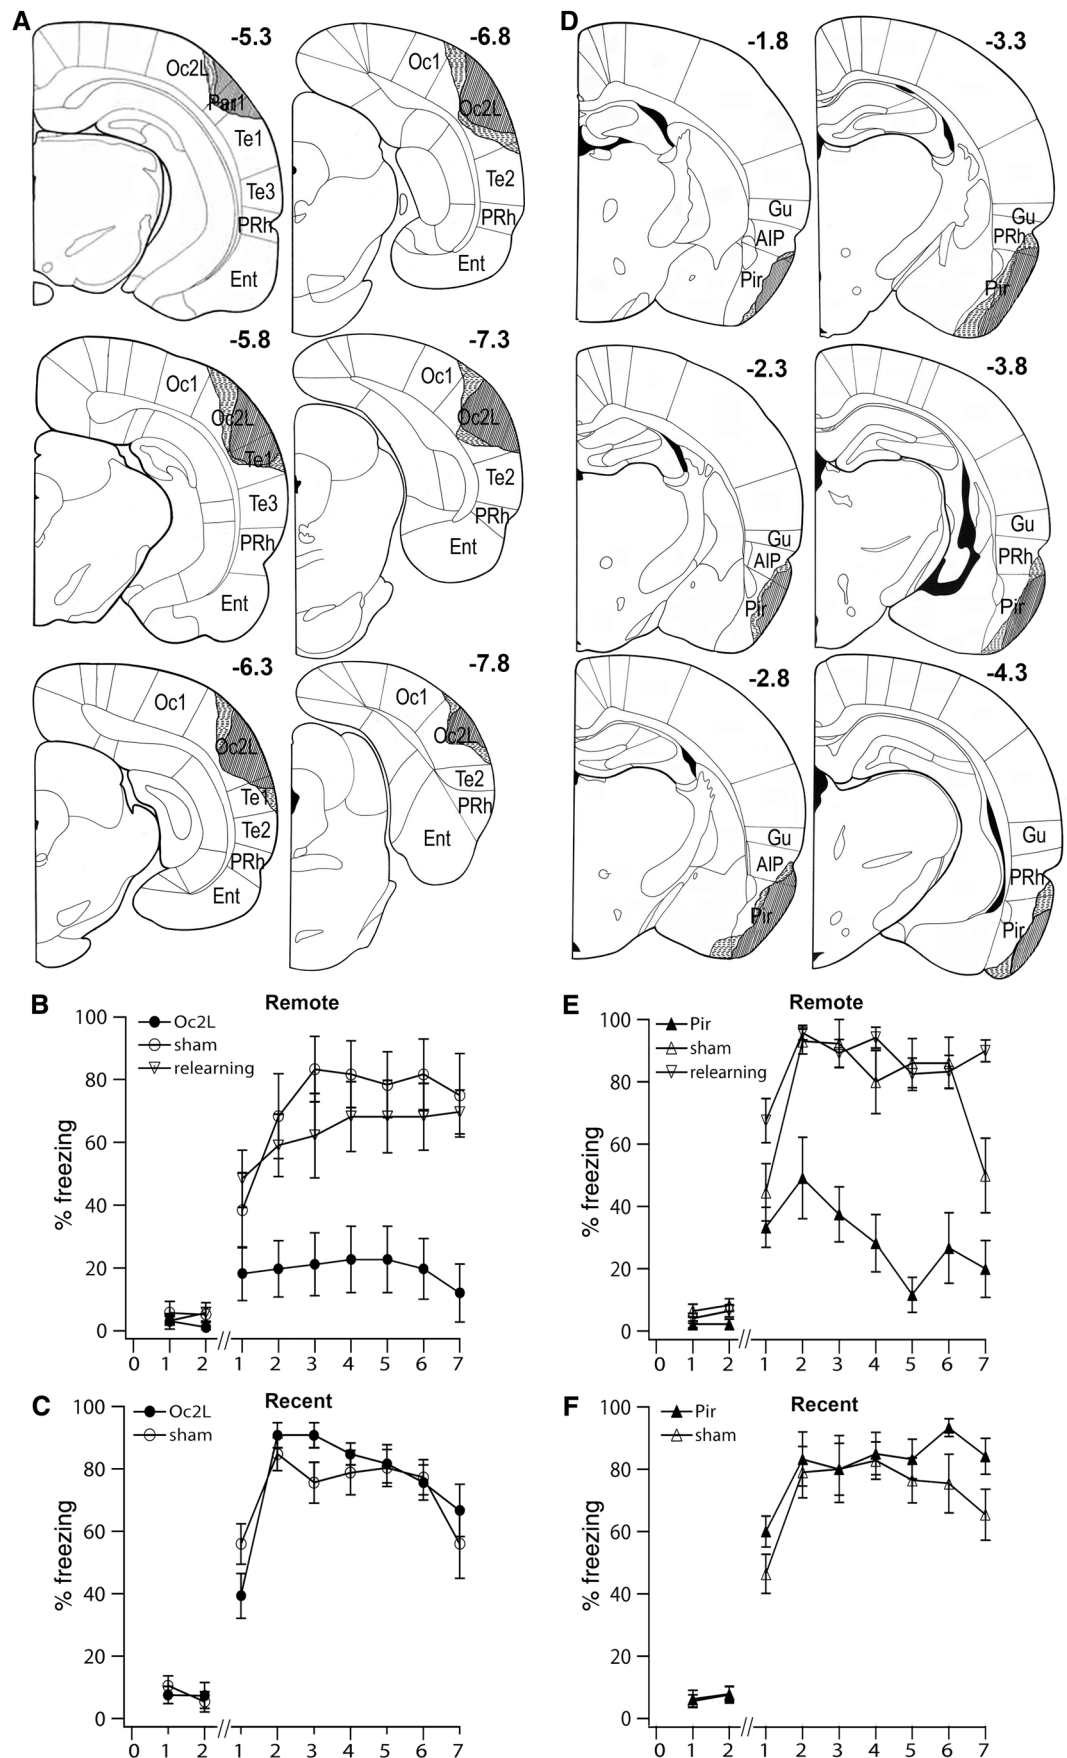 A
-5.3
Oc2L
Par1
Te1
Te3
PRh
Ent
-6.8
Oc1
Oc2L
Te2
PRh
Ent
-5.8
Oc1
Oc2L
Te1
Te3
PRh
Ent
-7.3
Oc1
Oc2L
Te2
PRh
Ent
-6.3
Oc1
Oc2L
Te1
Te2
PRh
Ent
-7.8
Oc1
Oc2L
Te2
PRh
Ent
D
-1.8
Gu
AIP
Pir
-3.3
Gu
PRh
Pir
-2.3
Gu
AIP
Pir
-3.8
Gu
PRh
Pir
-2.8
Gu
AIP
Pir
-4.3
Gu
PRh
Pir
B
Remote
Oc2L
sham
relearning
% freezing
100
80
60
40
20
0
0 1 2 // 1 2 3 4 5 6 7
E
Remote
Pir
sham
relearning
% freezing
100
80
60
40
20
0
0 1 2 // 1 2 3 4 5 6 7
C
Recent
Oc2L
sham
% freezing
100
80
60
40
20
0
0 1 2 // 1 2 3 4 5 6 7
F
Recent
Pir
sham
% freezing
100
80
60
40
20
0
0 1 2 // 1 2 3 4 5 6 7